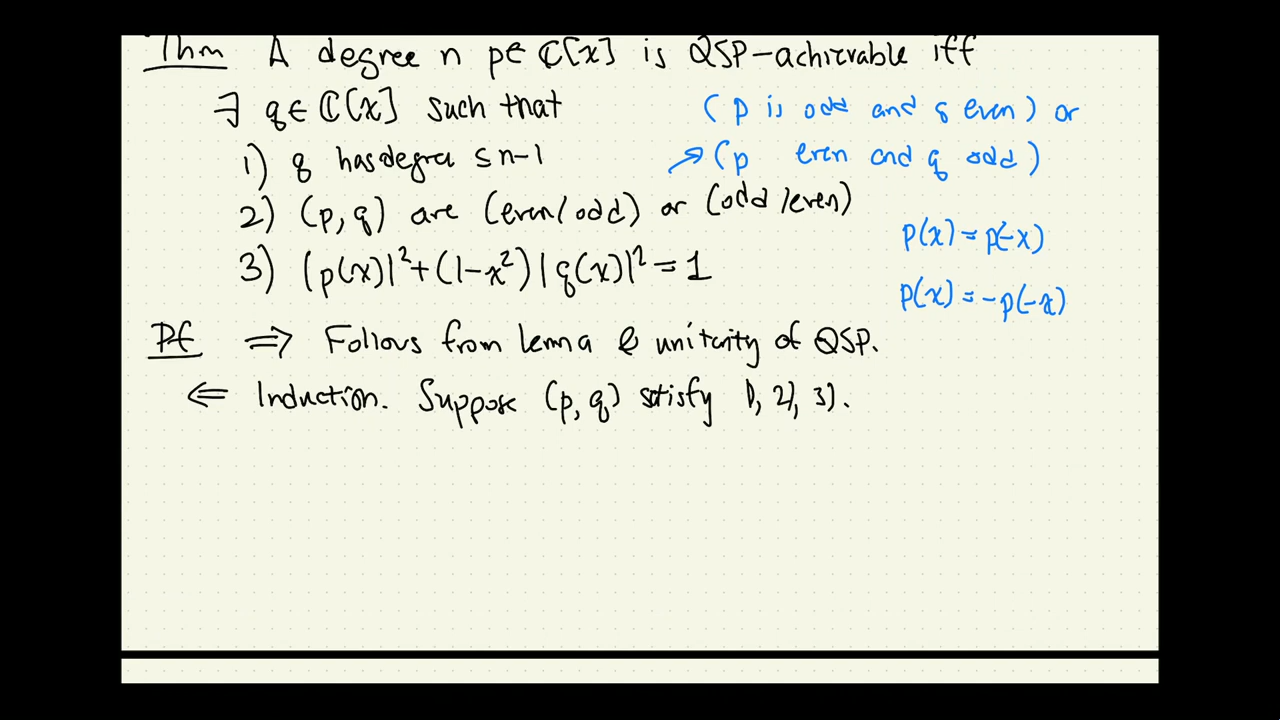 Thm A degree n p∈ ℂ[x] is QSP-achievable iff
∃ q∈ ℂ[x] such that
(p is odd and q even) or
1) q has degree ≤ n-1
→ (p even and q odd)
2) (p, q) are (even/odd) or (odd/even)
p(x) = p(-x)
3) |p(x)|²+(1-x²)|q(x)|²=1
p(x) = -p(-x)
Pf ⇒ Follows from lemma & unitarity of QSP.
⇐ Induction. Suppose (p, q) satisfy 1), 2), 3).